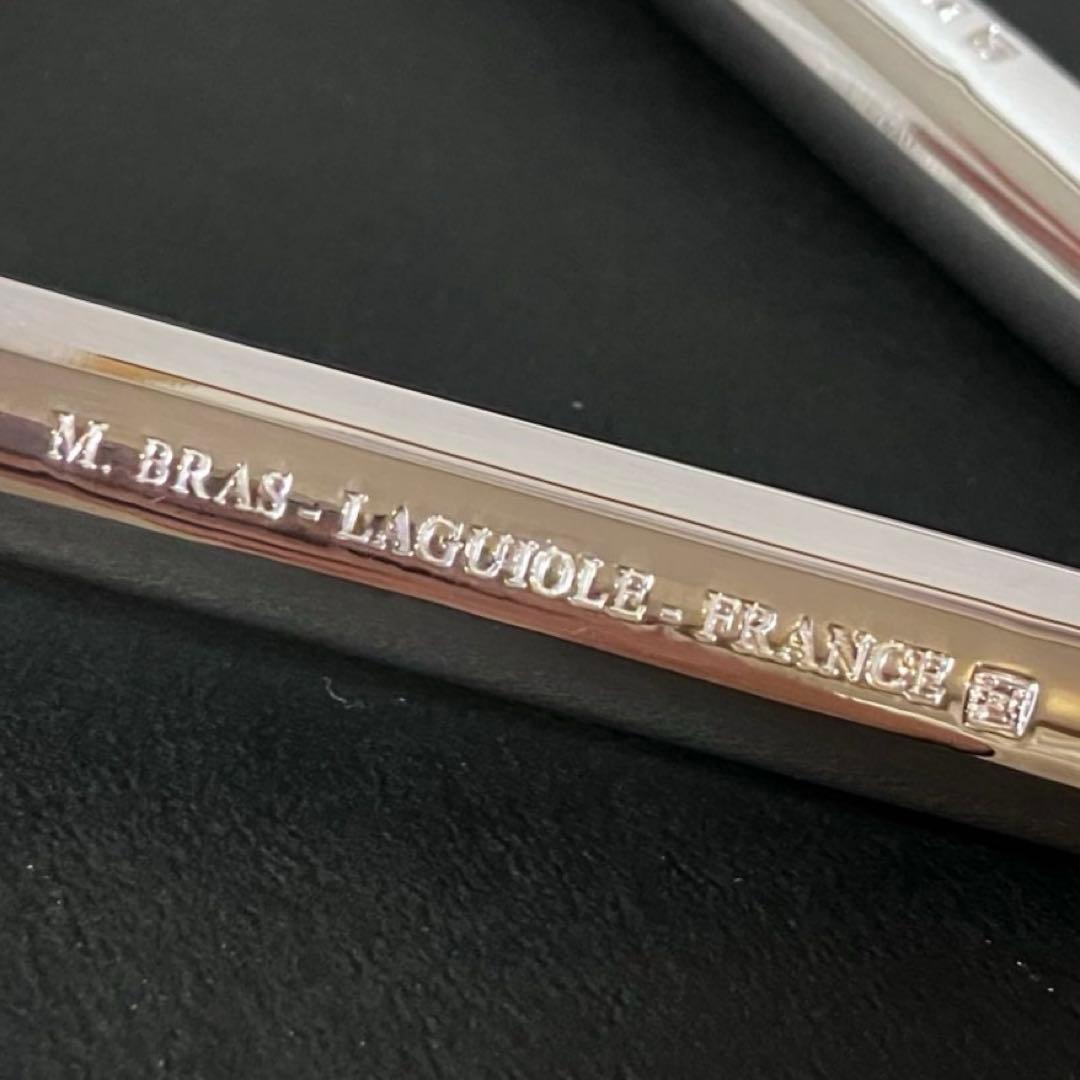 M. BRAS - LAGUIOLE - FRANCE